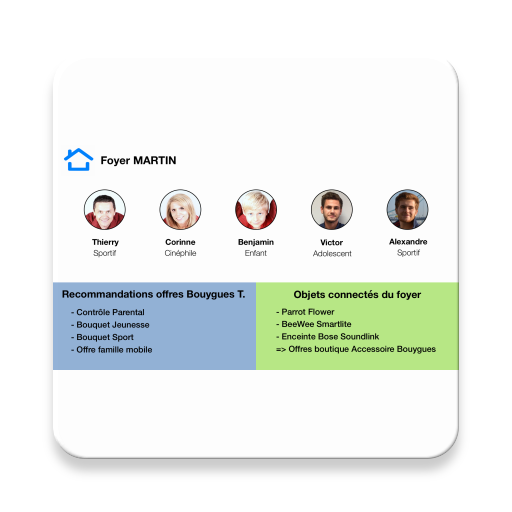 Foyer MARTIN
Thierry Corinne Benjamin Victor Alexandre
Sportif Cinéphile Enfant Adolescent Sportif
Recommandations offres Bouygues T.
- Contrôle Parental
- Bouquet Jeunesse
- Bouquet Sport
- Offre famille mobile
Objets connectés du foyer
- Parrot Flower
- BeeWee Smartlite
- Enceinte Bose Soundlink
=> Offres boutique Accessoire Bouygues